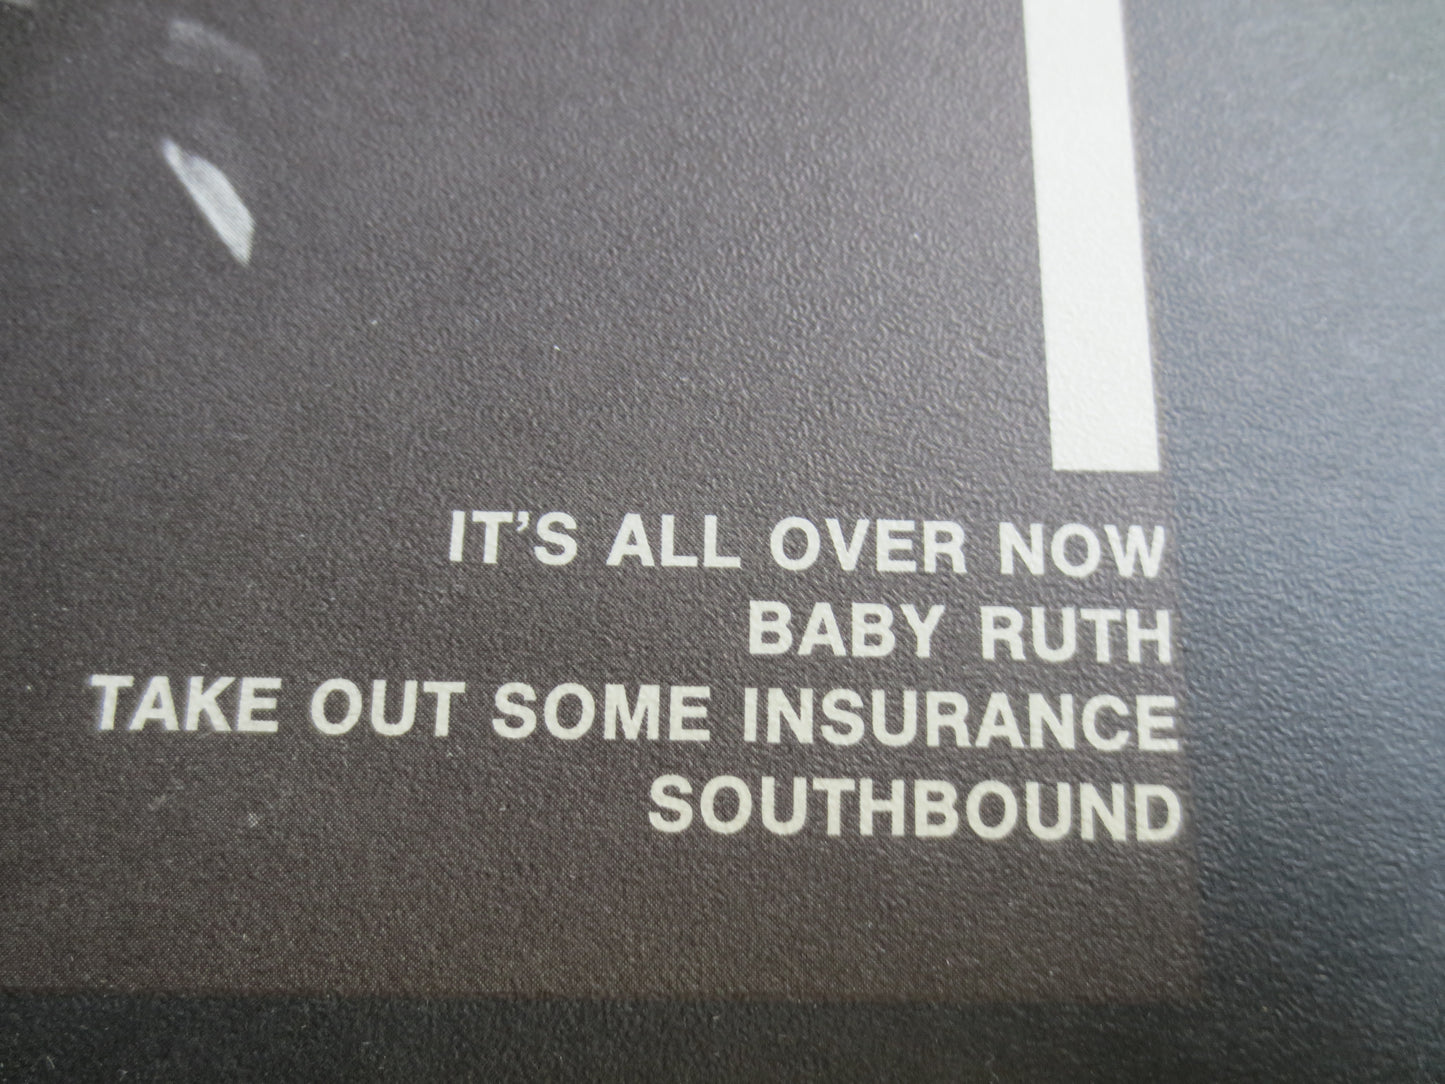 IT'S ALL OVER NOW
BABY RUTH
TAKE OUT SOME INSURANCE
SOUTHBOUND